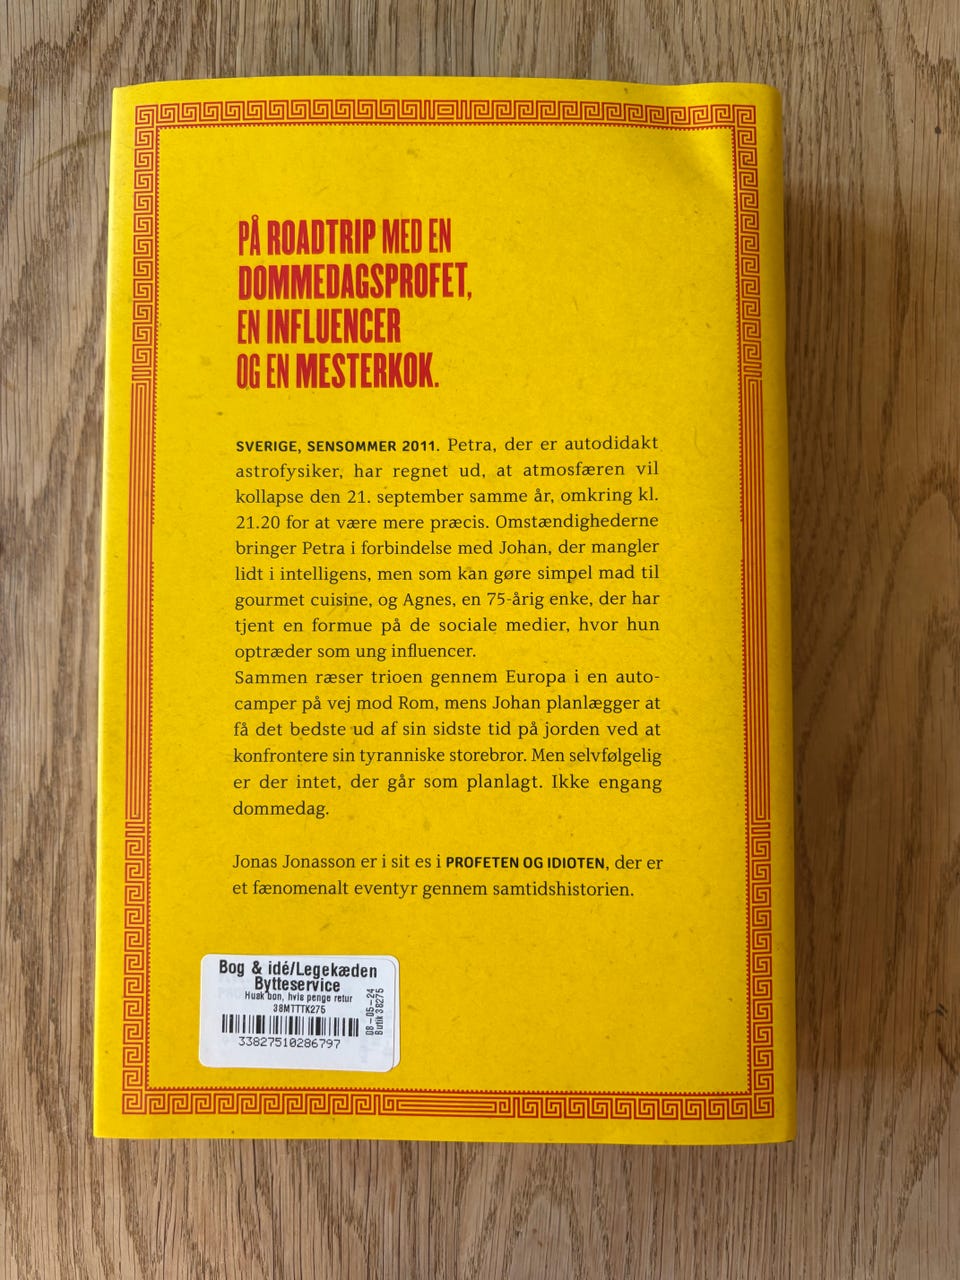 PÅ ROADTRIP MED EN
DOMMEDAGSPROFET,
EN INFLUENCER
OG EN MESTERKOK.
SVERIGE, SENSOMMER 2011. Petra, der er autodidakt
astrofysiker, har regnet ud, at atmosfæren vil
kollapse den 21. september samme år, omkring kl.
21.20 for at være mere præcis. Omstændighederne
bringer Petra i forbindelse med Johan, der mangler
lidt i intelligens, men som kan gøre simpel mad til
gourmet cuisine, og Agnes, en 75-årig enke, der har
tjent en formue på de sociale medier, hvor hun
optræder som ung influencer.
Sammen ræser trioen gennem Europa i en auto-
camper på vej mod Rom, mens Johan planlægger at
få det bedste ud af sin sidste tid på jorden ved at
konfrontere sin tyranniske storebror. Men selvfølgelig
er der intet, der går som planlagt. Ikke engang
dommedag.
Jonas Jonasson er i sit es i PROFETEN OG IDIOTEN, der er
et fænomenalt eventyr gennem samtidshistorien.
Bog & idé/Legekæden
Bytteservice
Husk bon, hvis penge retur
38MTTTK275
33827510286797
08-05-24
Butik 38275